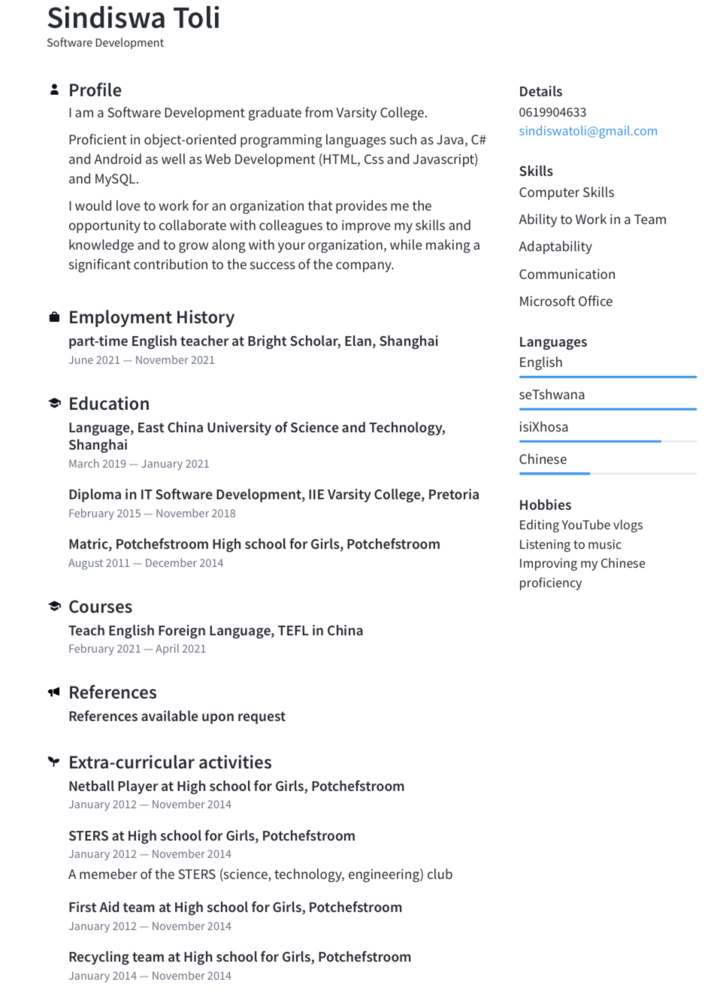 Sindiswa Toli
Software Development
Profile
I am a Software Development graduate from Varsity College.
Proficient in object-oriented programming languages such as Java, C#
and Android as well as Web Development (HTML, Css and Javascript)
and MySQL.
I would love to work for an organization that provides me the
opportunity to collaborate with colleagues to improve my skills and
knowledge and to grow along with your organization, while making a
significant contribution to the success of the company.
Employment History
part-time English teacher at Bright Scholar, Elan, Shanghai
June 2021 — November 2021
Education
Language, East China University of Science and Technology,
Shanghai
March 2019 — January 2021
Diploma in IT Software Development, IIE Varsity College, Pretoria
February 2015 — November 2018
Matric, Potchefstroom High school for Girls, Potchefstroom
August 2011 — December 2014
Courses
Teach English Foreign Language, TEFL in China
February 2021 — April 2021
References
References available upon request
Extra-curricular activities
Netball Player at High school for Girls, Potchefstroom
January 2012 — November 2014
STERS at High school for Girls, Potchefstroom
January 2012 — November 2014
A memeber of the STERS (science, technology, engineering) club
First Aid team at High school for Girls, Potchefstroom
January 2012 — November 2014
Recycling team at High school for Girls, Potchefstroom
January 2014 — November 2014
Details
0619904633
sindiswatoli@gmail.com
Skills
Computer Skills
Ability to Work in a Team
Adaptability
Communication
Microsoft Office
Languages
English
seTshwana
isiXhosa
Chinese
Hobbies
Editing YouTube vlogs
Listening to music
Improving my Chinese
proficiency